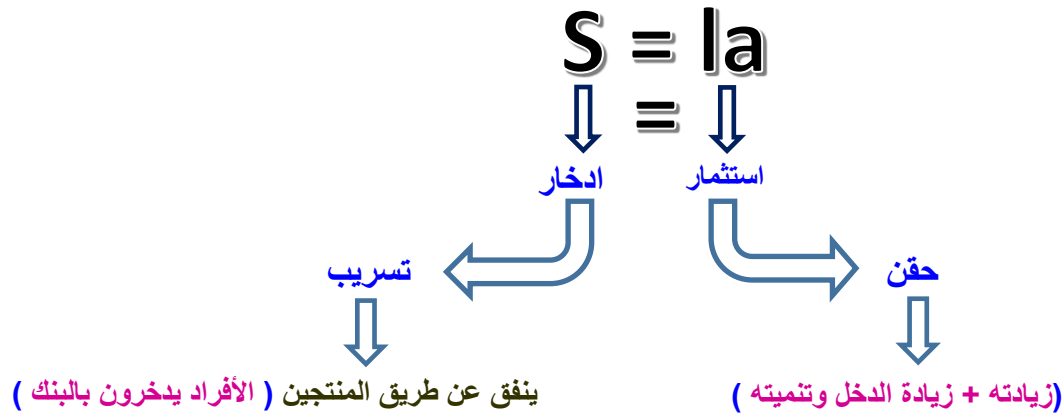 S = Ia
=
استثمار
ادخار
حقن
تسريب
(زيادته + زيادة الدخل وتنميته )
ينفق عن طريق المنتجين ( الأفراد يدخرون بالبنك )